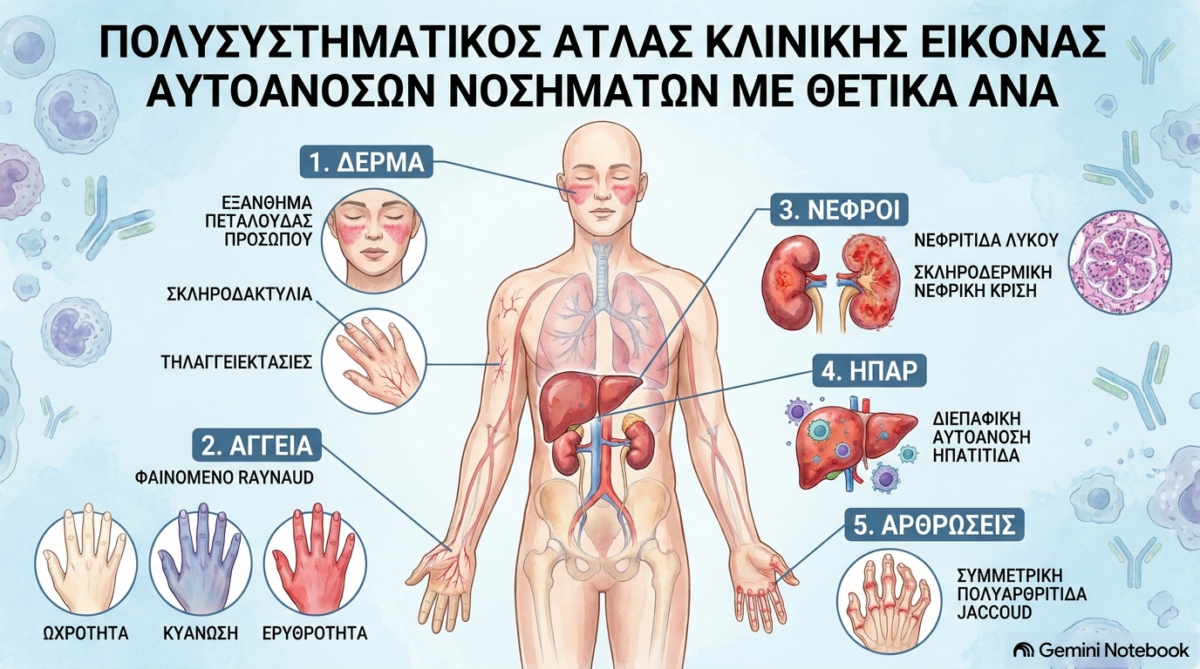 ΠΟΛΥΣΥΣΤΗΜΑΤΙΚΟΣ ΑΤΛΑΣ ΚΛΙΝΙΚΗΣ ΕΙΚΟΝΑΣ
ΑΥΤΟΑΝΟΣΩΝ ΝΟΣΗΜΑΤΩΝ ΜΕ ΘΕΤΙΚΑ ΑΝΑ
1. ΔΕΡΜΑ
ΕΞΑΝΘΗΜΑ
ΠΕΤΑΛΟΥΔΑΣ
ΠΡΟΣΩΠΟΥ
ΣΚΛΗΡΟΔΑΚΤΥΛΙΑ
ΤΗΛΑΓΓΕΙΕΚΤΑΣΙΕΣ
2. ΑΓΓΕΙΑ
ΦΑΙΝΟΜΕΝΟ RAYNAUD
ΩΧΡΟΤΗΤΑ
ΚΥΑΝΩΣΗ
ΕΡΥΘΡΟΤΗΤΑ
3. ΝΕΦΡΟΙ
ΝΕΦΡΙΤΙΔΑ ΛΥΚΟΥ
ΣΚΛΗΡΟΔΕΡΜΙΚΗ
ΝΕΦΡΙΚΗ ΚΡΙΣΗ
4. ΗΠΑΡ
ΔΙΕΠΑΦΙΚΗ
ΑΥΤΟΑΝΟΣΗ
ΗΠΑΤΙΤΙΔΑ
5. ΑΡΘΡΩΣΕΙΣ
ΣΥΜΜΕΤΡΙΚΗ
ΠΟΛΥΑΡΘΡΙΤΙΔΑ
JACCOUD
Gemini Notebook